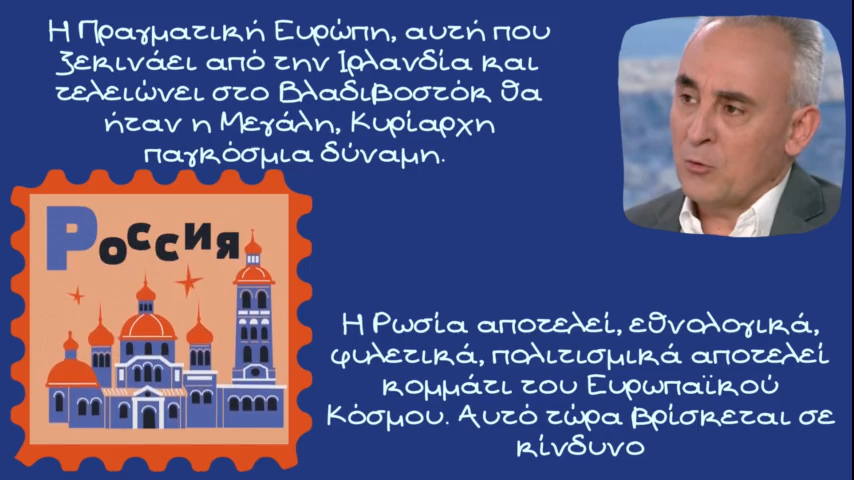 Η Πραγματική Ευρώπη, αυτή που
ξεκινάει από την Ιρλανδία και
τελειώνει στο Βλαδιβοστόκ θα
ήταν η Μεγάλη, Κυρίαρχη
παγκόσμια δύναμη.
Россия
Η Ρωσία αποτελεί, εθνολογικά,
φυλετικά, πολιτισμικά αποτελεί
κομμάτι του Ευρωπαϊκού
Κόσμου. Αυτό τώρα βρίσκεται σε
κίνδυνο